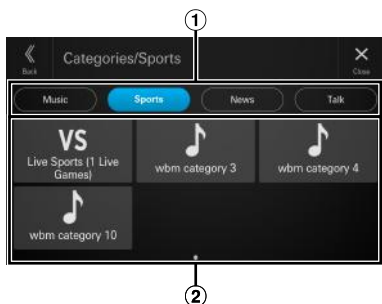 1
Back
Categories/Sports
Close
Music
Sports
News
Talk
VS
Live Sports (1 Live
Games)
wbm category 3
wbm category 4
wbm category 10
2